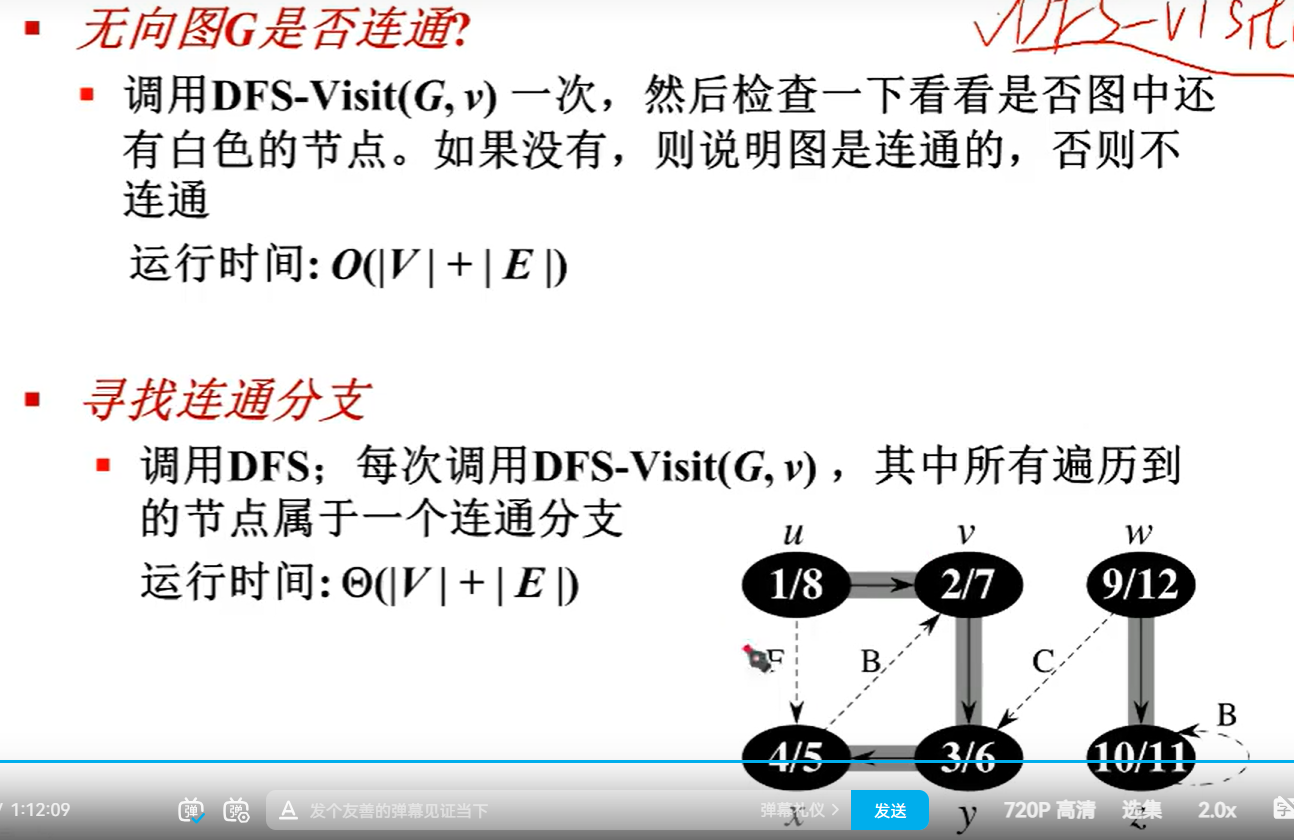 无向图G是否连通?
DFS-Visit
调用DFS-Visit(G, v) 一次，然后检查一下看看是否图中还
有白色的节点。如果没有，则说明图是连通的，否则不
连通
运行时间: O(|V| + | E |)
寻找连通分支
调用DFS；每次调用DFS-Visit(G, v) ，其中所有遍历到
的节点属于一个连通分支
运行时间: Θ(|V| + | E |)
u v w
1/8 2/7 9/12
F B C
B
4/5 3/6 10/11
x y z
/ 1:12:09 弹 弹 A 发个友善的弹幕见证当下 弹幕礼仪 > 发送 720P 高清 选集 2.0x 字